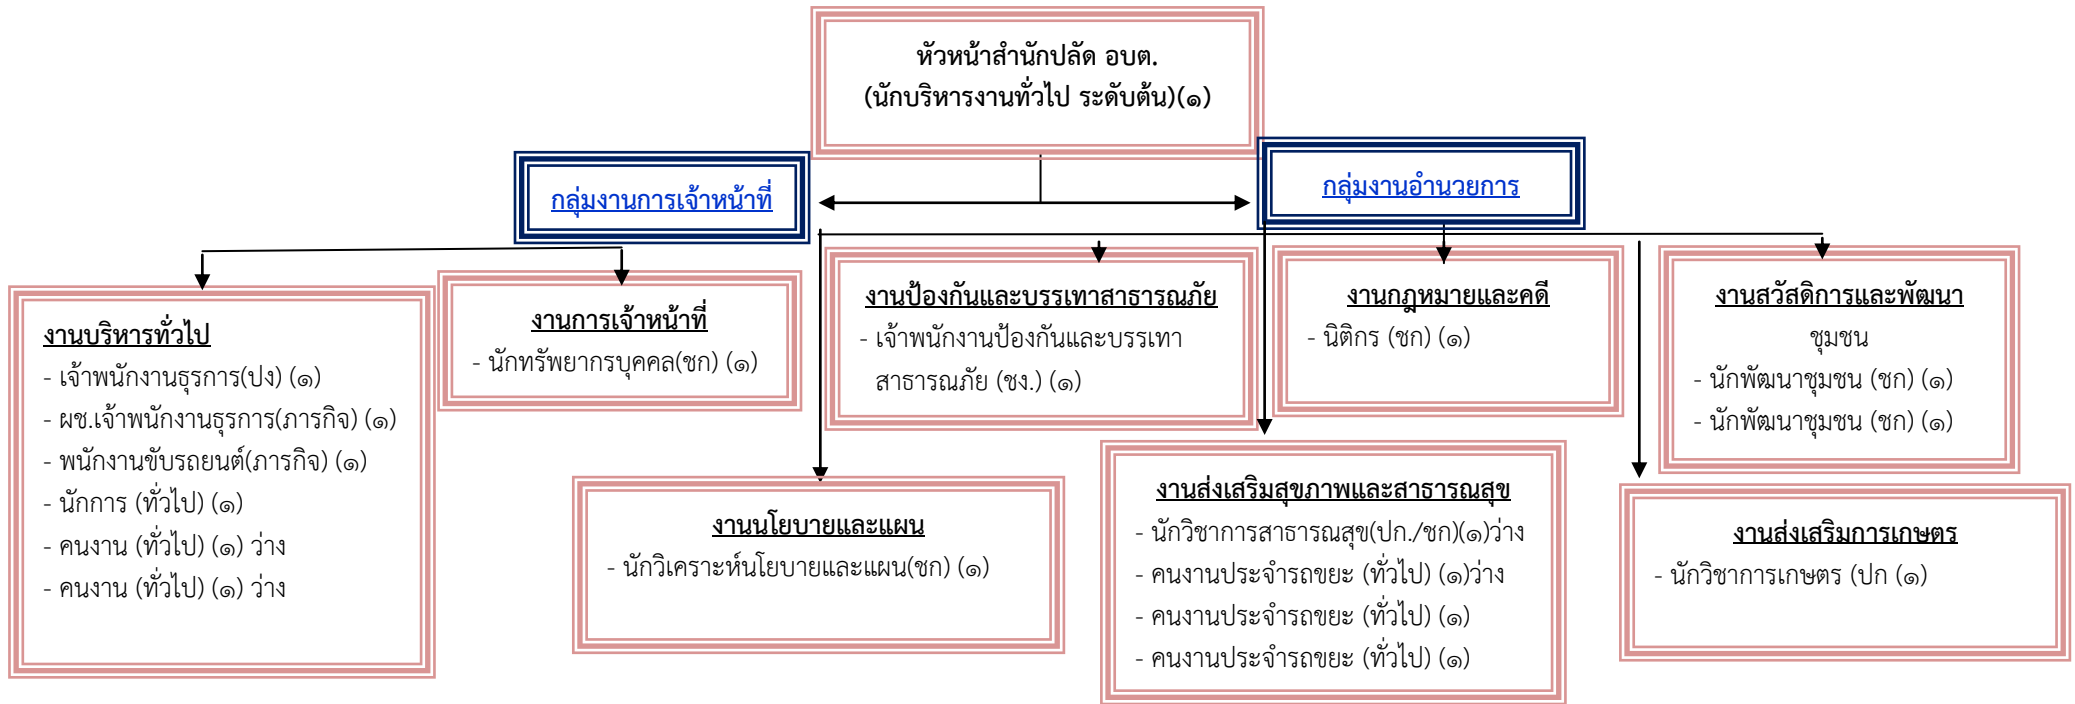 หัวหน้าสำนักปลัด อบต.
(นักบริหารงานทั่วไป ระดับต้น)(๑)
กลุ่มงานการเจ้าหน้าที่
กลุ่มงานอำนวยการ
งานบริหารทั่วไป
- เจ้าพนักงานธุรการ(ปง) (๑)
- ผช.เจ้าพนักงานธุรการ(ภารกิจ) (๑)
- พนักงานขับรถยนต์(ภารกิจ) (๑)
- นักการ (ทั่วไป) (๑)
- คนงาน (ทั่วไป) (๑) ว่าง
- คนงาน (ทั่วไป) (๑) ว่าง
งานการเจ้าหน้าที่
- นักทรัพยากรบุคคล(ชก) (๑)
งานป้องกันและบรรเทาสาธารณภัย
- เจ้าพนักงานป้องกันและบรรเทา
สาธารณภัย (ชง.) (๑)
งานกฎหมายและคดี
- นิติกร (ชก) (๑)
งานสวัสดิการและพัฒนา
ชุมชน
- นักพัฒนาชุมชน (ชก) (๑)
- นักพัฒนาชุมชน (ชก) (๑)
งานนโยบายและแผน
- นักวิเคราะห์นโยบายและแผน(ชก) (๑)
งานส่งเสริมสุขภาพและสาธารณสุข
- นักวิชาการสาธารณสุข(ปก./ชก)(๑)ว่าง
- คนงานประจำรถขยะ (ทั่วไป) (๑)ว่าง
- คนงานประจำรถขยะ (ทั่วไป) (๑)
- คนงานประจำรถขยะ (ทั่วไป) (๑)
งานส่งเสริมการเกษตร
- นักวิชาการเกษตร (ปก (๑)